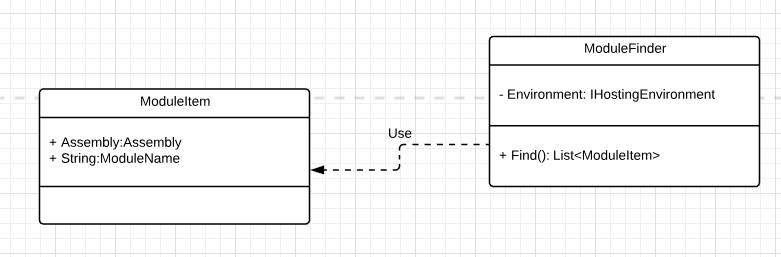 ModuleItem
+ Assembly:Assembly
+ String:ModuleName
Use
ModuleFinder
- Environment: IHostingEnvironment
+ Find(): List<ModuleItem>